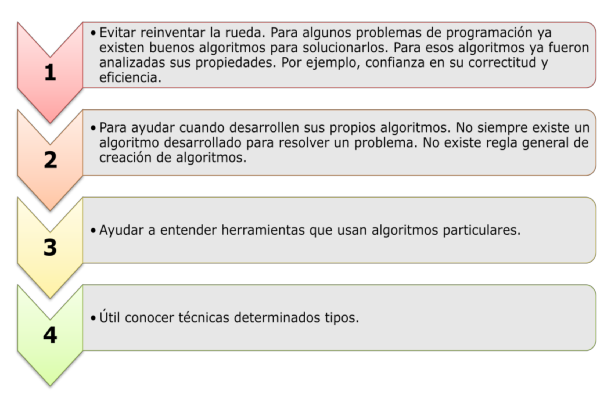 1
• Evitar reinventar la rueda. Para algunos problemas de programación ya
existen buenos algoritmos para solucionarlos. Para esos algoritmos ya fueron
analizadas sus propiedades. Por ejemplo, confianza en su correctitud y
eficiencia.
2
• Para ayudar cuando desarrollen sus propios algoritmos. No siempre existe un
algoritmo desarrollado para resolver un problema. No existe regla general de
creación de algoritmos.
3
• Ayudar a entender herramientas que usan algoritmos particulares.
4
• Útil conocer técnicas determinados tipos.